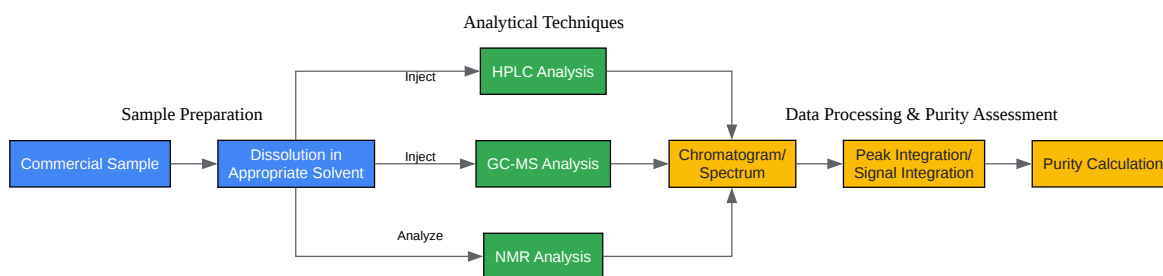 Analytical Techniques
Inject
HPLC Analysis
Sample Preparation
Data Processing & Purity Assessment
Commercial Sample
Dissolution in
Appropriate Solvent
Inject
GC-MS Analysis
Chromatogram/
Spectrum
Peak Integration/
Signal Integration
Purity Calculation
Analyze
NMR Analysis